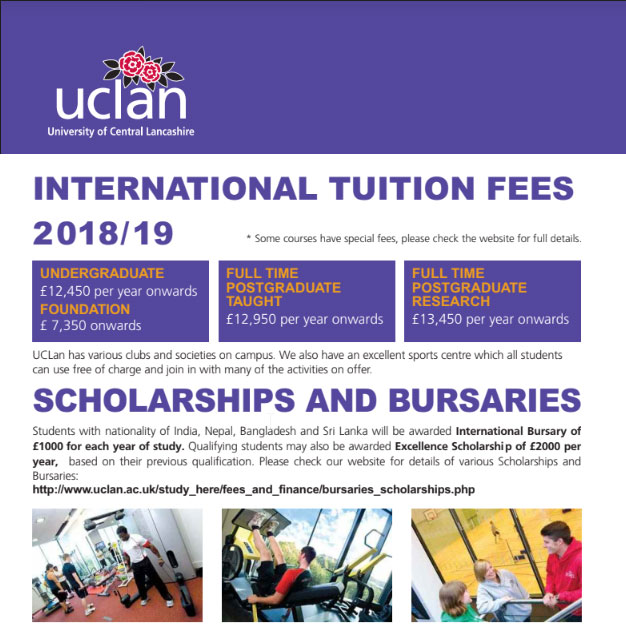 uclan
University of Central Lancashire
INTERNATIONAL TUITION FEES
2018/19
* Some courses have special fees, please check the website for full details.
UNDERGRADUATE
£12,450 per year onwards
FOUNDATION
£ 7,350 onwards
FULL TIME
POSTGRADUATE
TAUGHT
£12,950 per year onwards
FULL TIME
POSTGRADUATE
RESEARCH
£13,450 per year onwards
UCLan has various clubs and societies on campus. We also have an excellent sports centre which all students
can use free of charge and join in with many of the activities on offer.
SCHOLARSHIPS AND BURSARIES
Students with nationality of India, Nepal, Bangladesh and Sri Lanka will be awarded International Bursary of
£1000 for each year of study. Qualifying students may also be awarded Excellence Scholarship of £2000 per
year, based on their previous qualification. Please check our website for details of various Scholarships and
Bursaries:
http://www.uclan.ac.uk/study_here/fees_and_finance/bursaries_scholarships.php